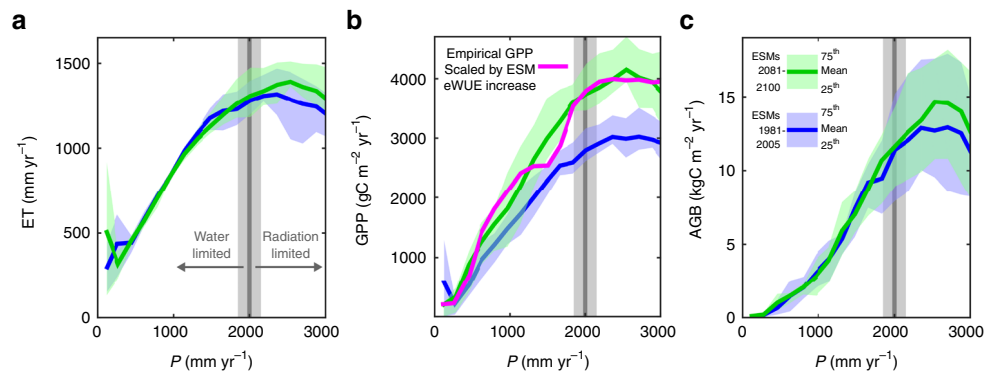 a
1500
1000
500
0
ET (mm yr⁻¹)
Water
limited
Radiation
limited
0
1000
2000
3000
P (mm yr⁻¹)
b
Empirical GPP
Scaled by ESM
eWUE increase
4000
3000
2000
1000
GPP (gC m⁻² yr⁻¹)
0
1000
2000
3000
P (mm yr⁻¹)
c
ESMs
2081-
2100
75th
Mean
25th
ESMs
1981-
2005
75th
Mean
25th
15
10
5
0
AGB (kgC m⁻² yr⁻¹)
0
1000
2000
3000
P (mm yr⁻¹)